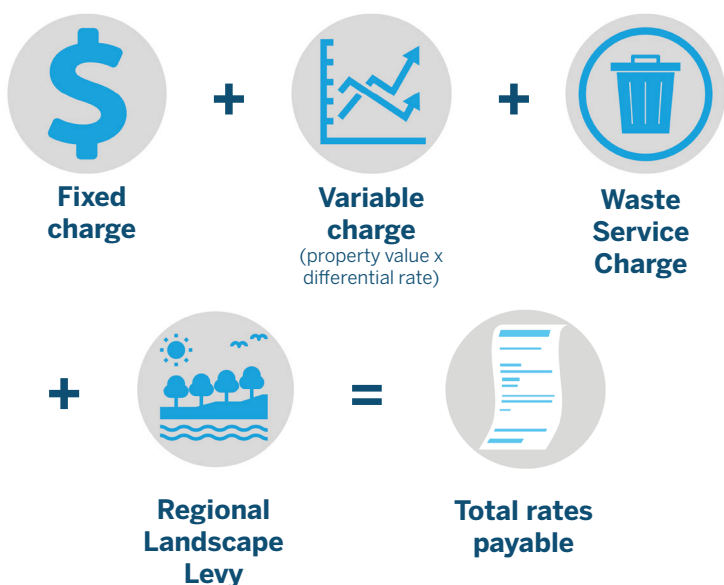 +
+
Fixed
charge
Variable
charge
(property value x
differential rate)
Waste
Service
Charge
+
=
Regional
Landscape
Levy
Total rates
payable